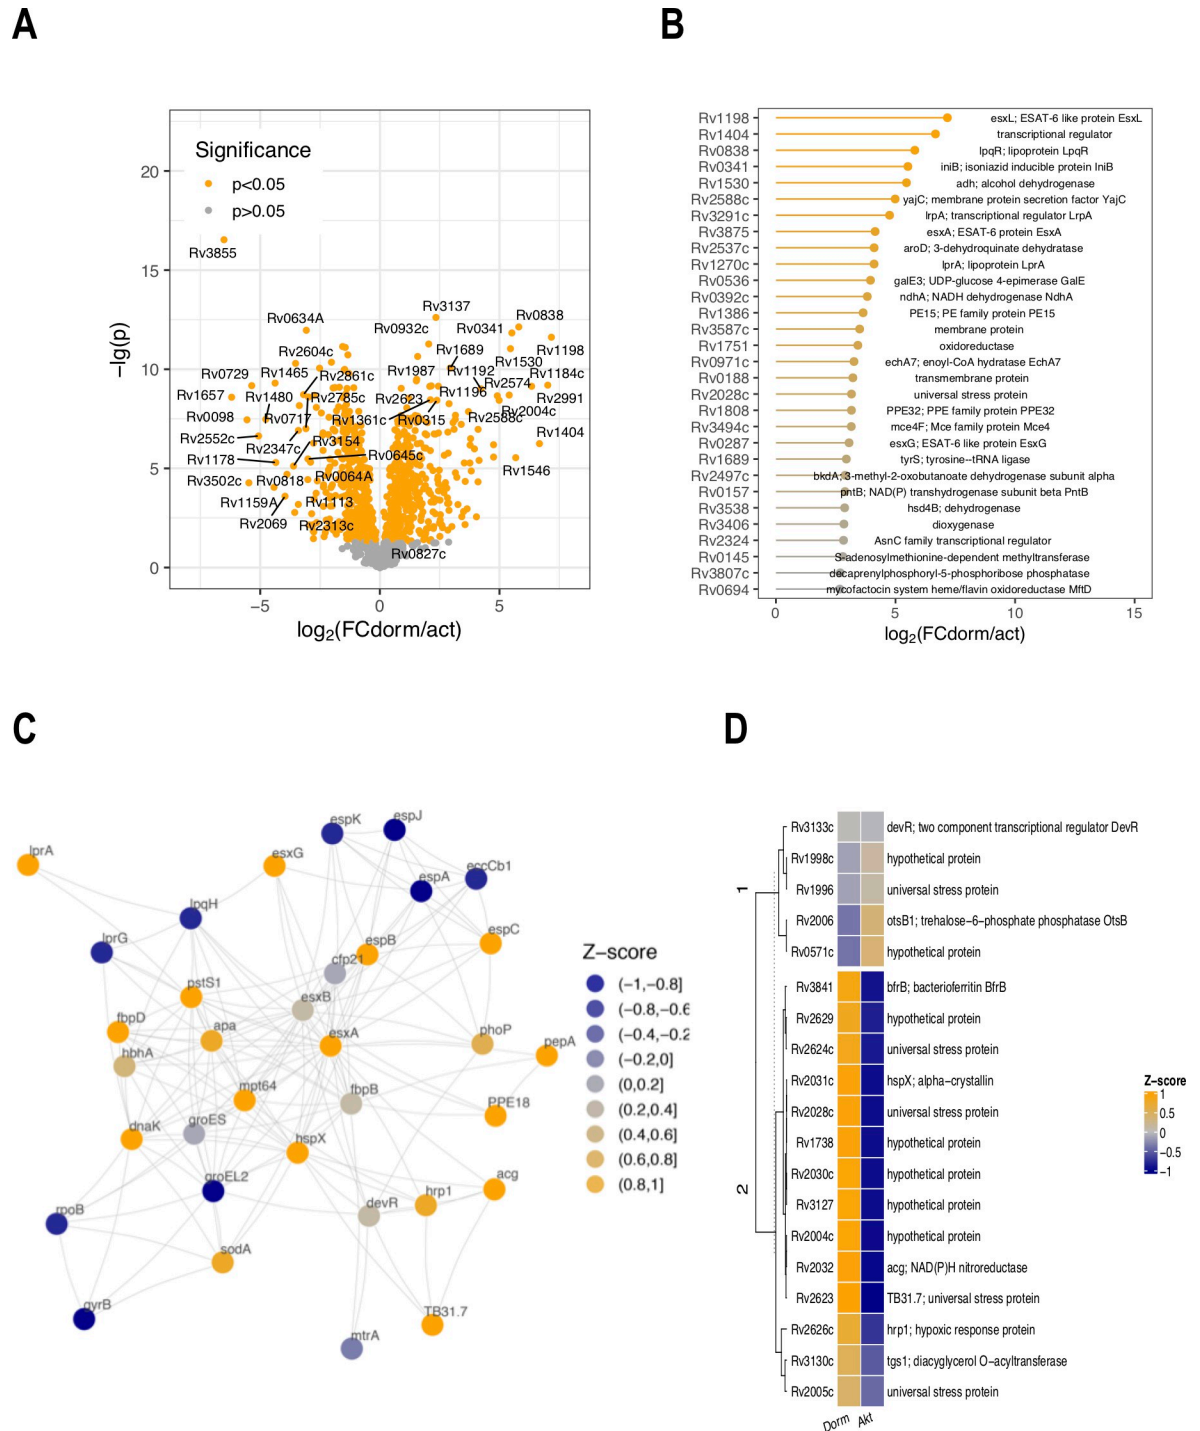 A
B
Significance
p<0.05
p>0.05
20
15
10
5
0
−lg(p)
Rv3855
Rv3137
Rv0634A
Rv0932c
Rv0341
Rv0838
Rv2604c
Rv1689
Rv1198
Rv1530
Rv0729
Rv1465
Rv2861c
Rv1987
Rv1192
Rv1184c
Rv2574
Rv1657
Rv1480
Rv2785c
Rv2623
Rv1196
Rv2991
Rv0098
Rv0717
Rv1361c
Rv0315
Rv2588c
Rv2004c
Rv2552c
Rv2347c
Rv3154
Rv1404
Rv1178
Rv0645c
Rv1546
Rv3502c
Rv0818
Rv0064A
Rv1159A
Rv1113
Rv2069
Rv2313c
Rv0827c
−5
0
5
log2(FCdorm/act)
Rv1198 esxL; ESAT-6 like protein EsxL
Rv1404 transcriptional regulator
Rv0838 lpqR; lipoprotein LpqR
Rv0341 iniB; isoniazid inducible protein IniB
Rv1530 adh; alcohol dehydrogenase
Rv2588c yajC; membrane protein secretion factor YajC
Rv3291c lrpA; transcriptional regulator LrpA
Rv3875 esxA; ESAT-6 protein EsxA
Rv2537c aroD; 3-dehydroquinate dehydratase
Rv1270c lprA; lipoprotein LprA
Rv0536 galE3; UDP-glucose 4-epimerase GalE
Rv0392c ndhA; NADH dehydrogenase NdhA
Rv1386 PE15; PE family protein PE15
Rv3587c membrane protein
Rv1751 oxidoreductase
Rv0971c echA7; enoyl-CoA hydratase EchA7
Rv0188 transmembrane protein
Rv2028c universal stress protein
Rv1808 PPE32; PPE family protein PPE32
Rv3494c mce4F; Mce family protein Mce4
Rv0287 esxG; ESAT-6 like protein EsxG
Rv1689 tyrS; tyrosine--tRNA ligase
Rv2497c bkdA; 3-methyl-2-oxobutanoate dehydrogenase subunit alpha
Rv0157 pntB; NAD(P) transhydrogenase subunit beta PntB
Rv3538 hsd4B; dehydrogenase
Rv3406 dioxygenase
Rv2324 AsnC family transcriptional regulator
Rv0145 S-adenosylmethionine-dependent methyltransferase
Rv3807c decaprenylphosphoryl-5-phosphoribose phosphatase
Rv0694 mycofactocin system heme/flavin oxidoreductase MftD
0
5
10
15
log2(FCdorm/act)
C
D
espK
espJ
lprA
esxG
eccCb1
espA
lpqH
espC
lprG
espB
cfp21
pstS1
esxB
fbpD
apa
esxA
phoP
pepA
hbhA
mpt64
fbpB
PPE18
dnaK
groES
hspX
groEL2
acg
hrp1
rpoB
devR
sodA
gyrB
TB31.7
mtrA
Z−score
(−1,−0.8]
(−0.8,−0.6
(−0.4,−0.2
(−0.2,0]
(0,0.2]
(0.2,0.4]
(0.4,0.6]
(0.6,0.8]
(0.8,1]
1
2
Rv3133c devR; two component transcriptional regulator DevR
Rv1998c hypothetical protein
Rv1996 universal stress protein
Rv2006 otsB1; trehalose−6−phosphate phosphatase OtsB
Rv0571c hypothetical protein
Rv3841 bfrB; bacterioferritin BfrB
Rv2629 hypothetical protein
Rv2624c universal stress protein
Rv2031c hspX; alpha−crystallin
Rv2028c universal stress protein
Rv1738 hypothetical protein
Rv2030c hypothetical protein
Rv3127 hypothetical protein
Rv2004c hypothetical protein
Rv2032 acg; NAD(P)H nitroreductase
Rv2623 TB31.7; universal stress protein
Rv2626c hrp1; hypoxic response protein
Rv3130c tgs1; diacyglycerol O−acyltransferase
Rv2005c universal stress protein
Dorm Akt
Z−score
1
0.5
0
−0.5
−1